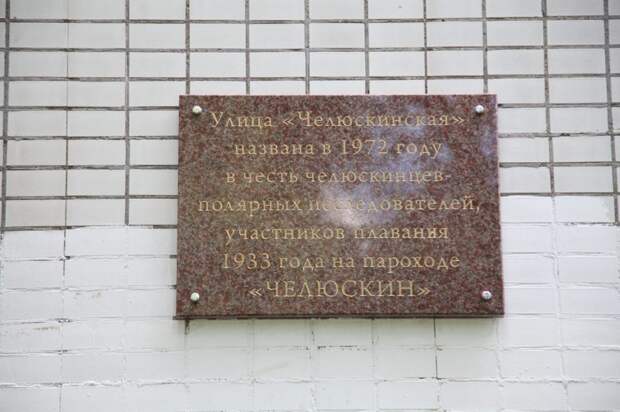 Улица «Челюскинская»
названа в 1972 году
в честь челюскинцев-
полярных исследователей,
участников плавания
1933 года на пароходе
«ЧЕЛЮСКИН»